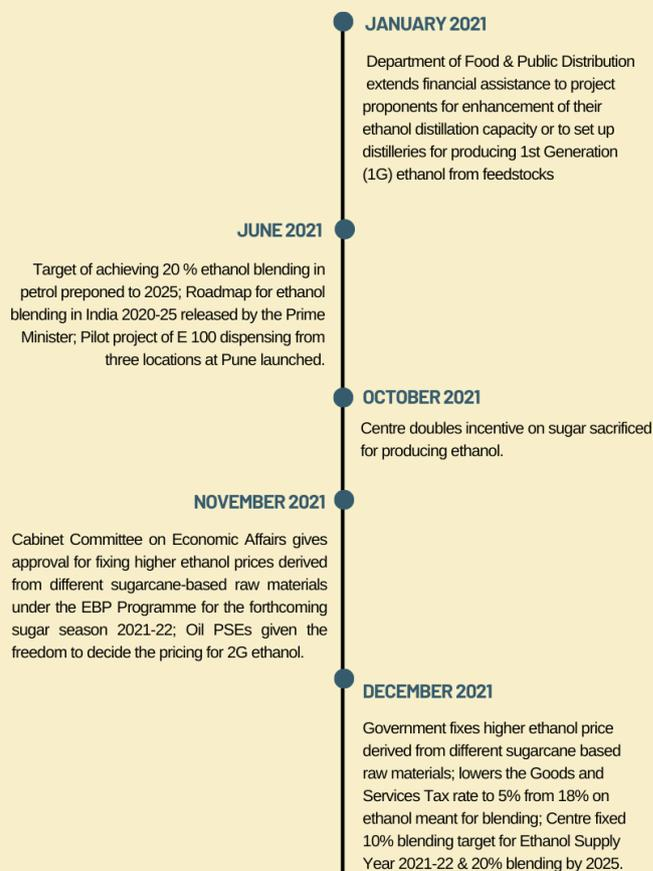 JANUARY 2021
Department of Food & Public Distribution
extends financial assistance to project
proponents for enhancement of their
ethanol distillation capacity or to set up
distilleries for producing 1st Generation
(1G) ethanol from feedstocks
JUNE 2021
Target of achieving 20 % ethanol blending in
petrol preponed to 2025; Roadmap for ethanol
blending in India 2020-25 released by the Prime
Minister; Pilot project of E 100 dispensing from
three locations at Pune launched.
OCTOBER 2021
Centre doubles incentive on sugar sacrificed
for producing ethanol.
NOVEMBER 2021
Cabinet Committee on Economic Affairs gives
approval for fixing higher ethanol prices derived
from different sugarcane-based raw materials
under the EBP Programme for the forthcoming
sugar season 2021-22; Oil PSEs given the
freedom to decide the pricing for 2G ethanol.
DECEMBER 2021
Government fixes higher ethanol price
derived from different sugarcane based
raw materials; lowers the Goods and
Services Tax rate to 5% from 18% on
ethanol meant for blending; Centre fixed
10% blending target for Ethanol Supply
Year 2021-22 & 20% blending by 2025.